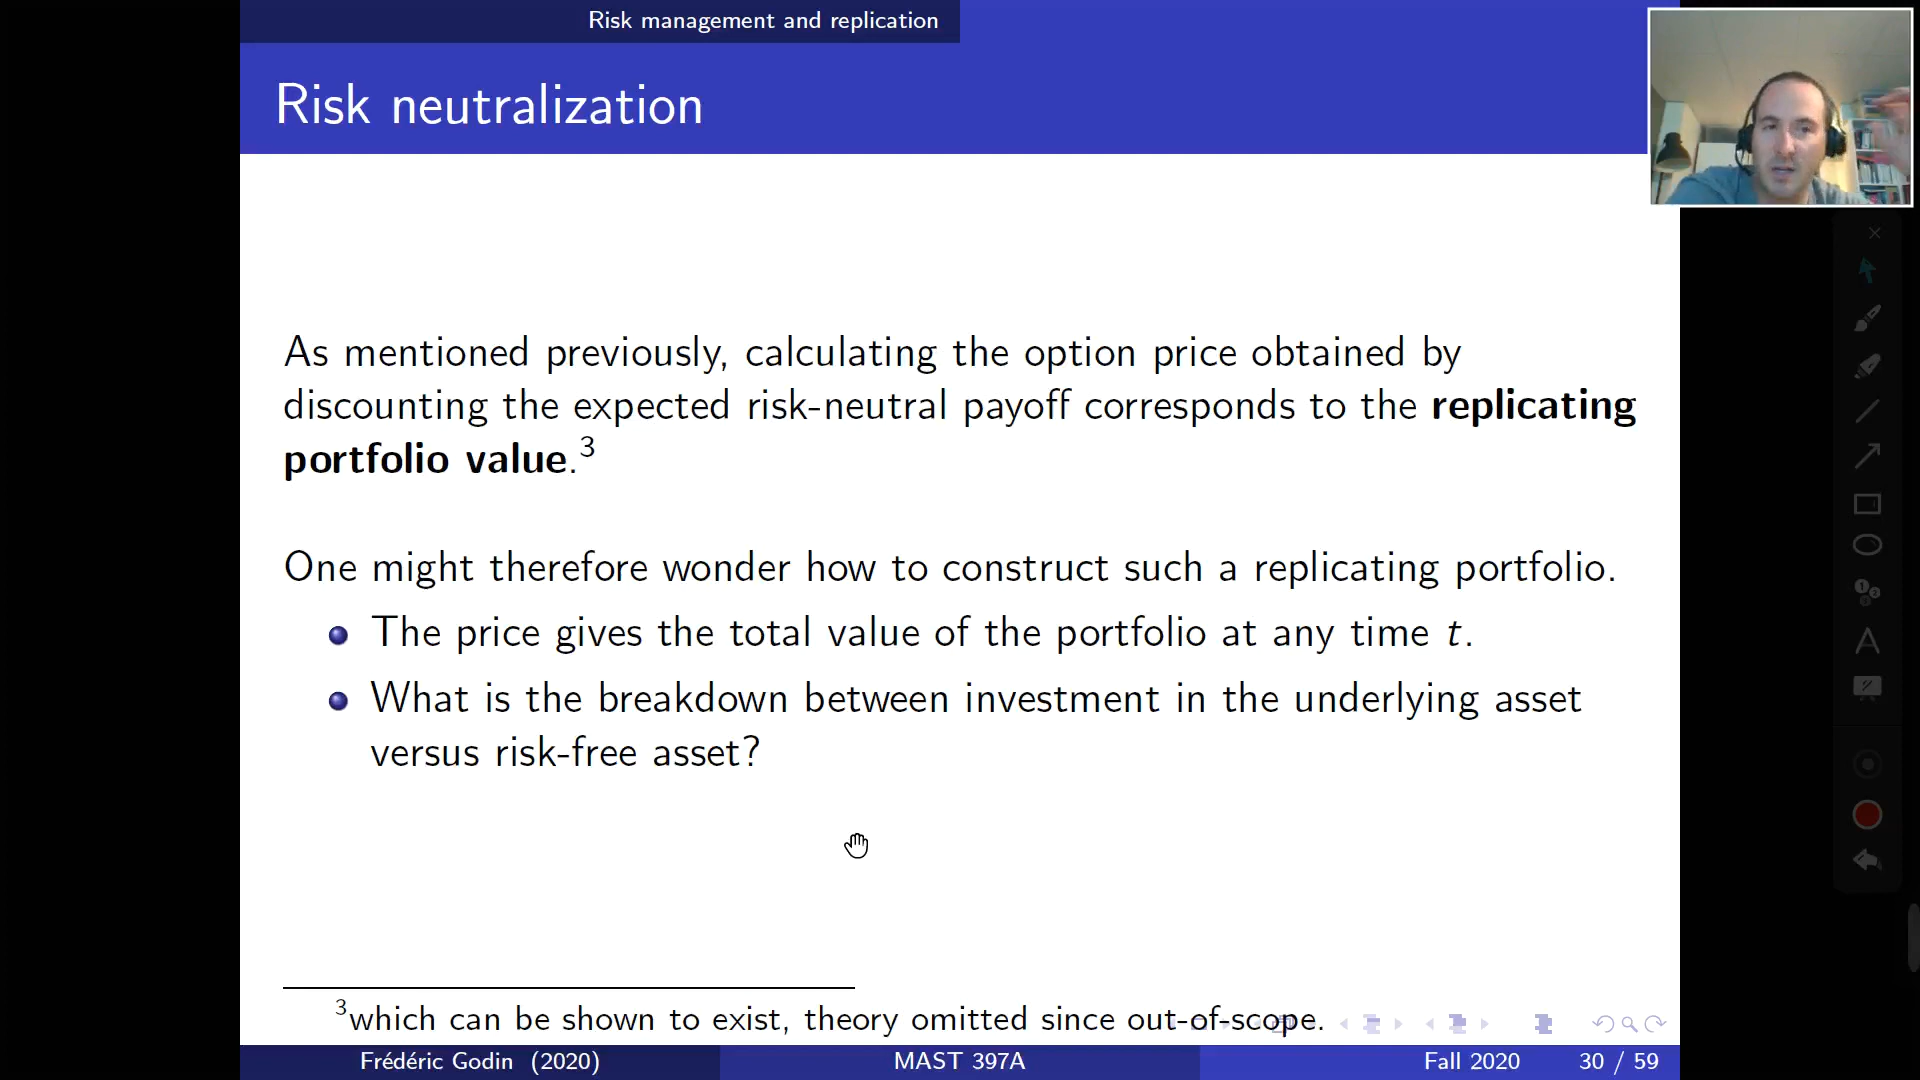 Risk management and replication
Risk neutralization
As mentioned previously, calculating the option price obtained by
discounting the expected risk-neutral payoff corresponds to the replicating
portfolio value.³
One might therefore wonder how to construct such a replicating portfolio.
The price gives the total value of the portfolio at any time t.
What is the breakdown between investment in the underlying asset
versus risk-free asset?
³which can be shown to exist, theory omitted since out-of-scope.
Frédéric Godin (2020) MAST 397A Fall 2020 30 / 59